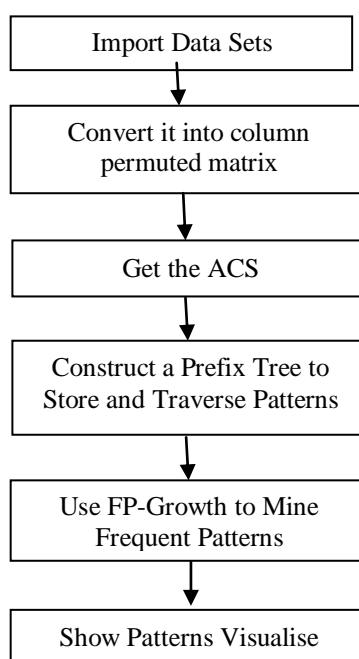 Import Data Sets
Convert it into column
permuted matrix
Get the ACS
Construct a Prefix Tree to
Store and Traverse Patterns
Use FP-Growth to Mine
Frequent Patterns
Show Patterns Visualise